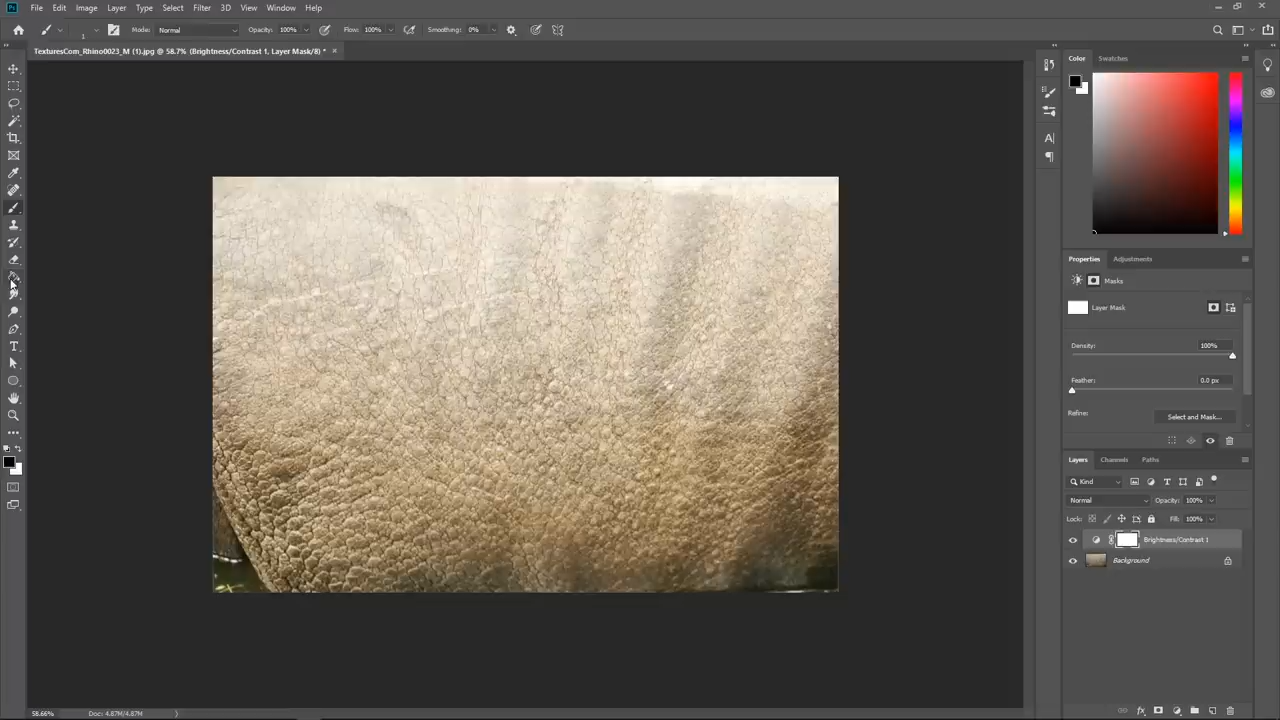 Ps File Edit Image Layer Type Select Filter 3D View Window Help
1 Mode: Normal Opacity: 100% Flow: 100% Smoothing: 0%
TexturesCom_Rhino0023_M (1).jpg @ 58.7% (Brightness/Contrast 1, Layer Mask/8) *
Color Swatches
Properties Adjustments
Masks
Layer Mask
Density: 100%
Feather: 0.0 px
Refine: Select and Mask...
Layers Channels Paths
Kind
Normal Opacity: 100%
Lock: Fill: 100%
Brightness/Contrast 1
Background
58.66% Doc: 4.87M/4.87M